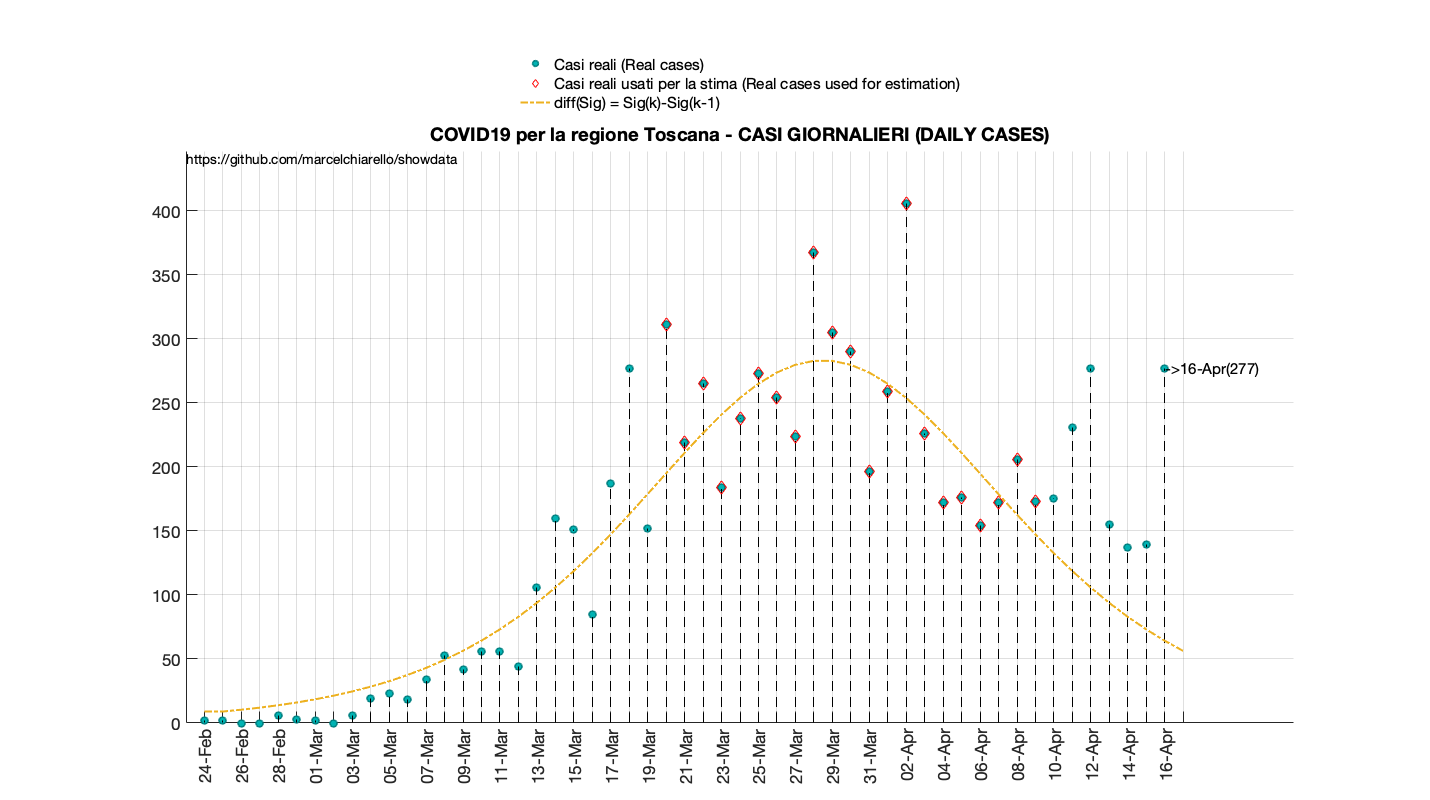 Casi reali (Real cases)
Casi reali usati per la stima (Real cases used for estimation)
diff(Sig) = Sig(k)-Sig(k-1)
COVID19 per la regione Toscana - CASI GIORNALIERI (DAILY CASES)
https://github.com/marcelchiarello/showdata
400
350
300
250
200
150
100
50
0
->16-Apr(277)
24-Feb
26-Feb
28-Feb
01-Mar
03-Mar
05-Mar
07-Mar
09-Mar
11-Mar
13-Mar
15-Mar
17-Mar
19-Mar
21-Mar
23-Mar
25-Mar
27-Mar
29-Mar
31-Mar
02-Apr
04-Apr
06-Apr
08-Apr
10-Apr
12-Apr
14-Apr
16-Apr